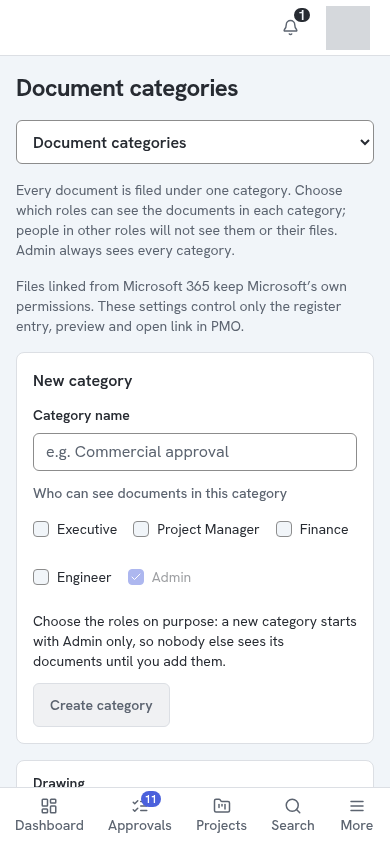 1
Document categories
Document categories
Every document is filed under one category. Choose
which roles can see the documents in each category;
people in other roles will not see them or their files.
Admin always sees every category.
Files linked from Microsoft 365 keep Microsoft’s own
permissions. These settings control only the register
entry, preview and open link in PMO.
New category
Category name
e.g. Commercial approval
Who can see documents in this category
Executive Project Manager Finance
Engineer Admin
Choose the roles on purpose: a new category starts
with Admin only, so nobody else sees its
documents until you add them.
Create category
Drawing
11
Dashboard Approvals Projects Search More